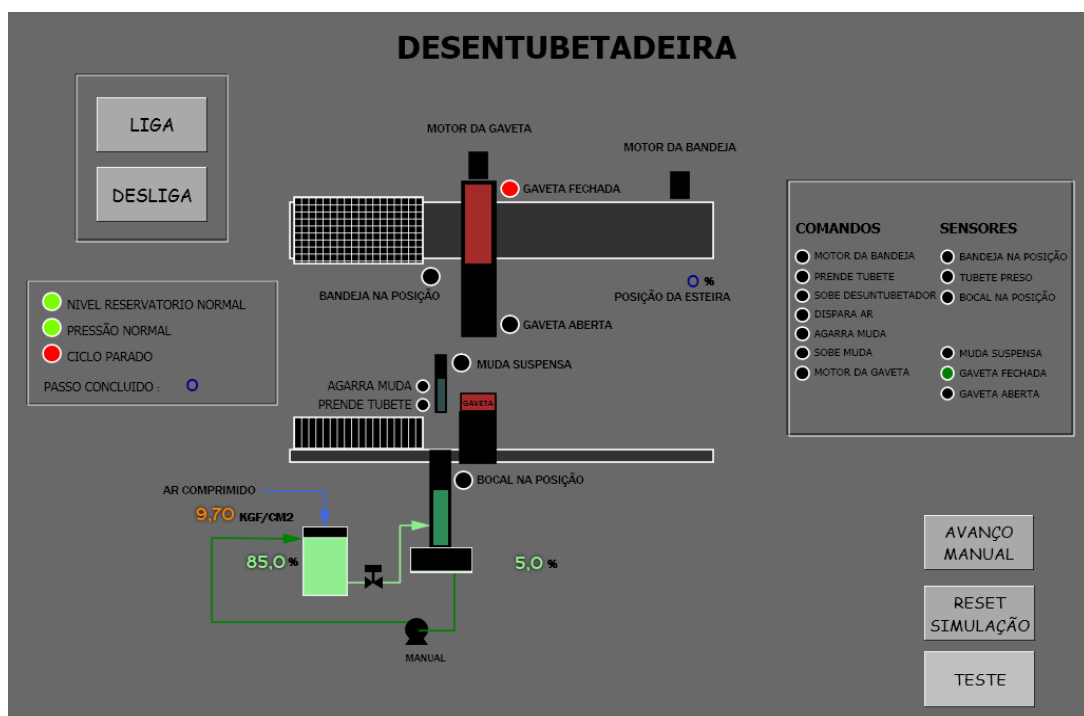 DESENTUBETADEIRA
LIGA
DESLIGA
MOTOR DA GAVETA
MOTOR DA BANDEJA
GAVETA FECHADA
BANDEJA NA POSIÇÃO
0 %
POSIÇÃO DA ESTEIRA
GAVETA ABERTA
NIVEL RESERVATORIO NORMAL
PRESSÃO NORMAL
CICLO PARADO
PASSO CONCLUIDO : 0
MUDA SUSPENSA
AGARRA MUDA
PRENDE TUBETE
GAVETA
BOCAL NA POSIÇÃO
AR COMPRIMIDO
9,70 KGF/CM2
85,0 %
5,0 %
MANUAL
COMANDOS
MOTOR DA BANDEJA
PRENDE TUBETE
SOBE DESUNTUBETADOR
DISPARA AR
AGARRA MUDA
SOBE MUDA
MOTOR DA GAVETA
SENSORES
BANDEJA NA POSIÇÃO
TUBETE PRESO
BOCAL NA POSIÇÃO
MUDA SUSPENSA
GAVETA FECHADA
GAVETA ABERTA
AVANÇO
MANUAL
RESET
SIMULAÇÃO
TESTE